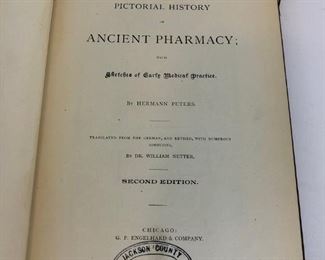 PICTORIAL HISTORY
OF
ANCIENT PHARMACY;
WITH
Sketches of Early Medical Practice.
BY HERMANN PETERS.
TRANSLATED FROM THE GERMAN, AND REVISED, WITH NUMEROUS
ADDITIONS,
BY DR. WILLIAM NETTER.
SECOND EDITION.
CHICAGO:
G. P. ENGELHARD & COMPANY.
JACKSON COUNTY